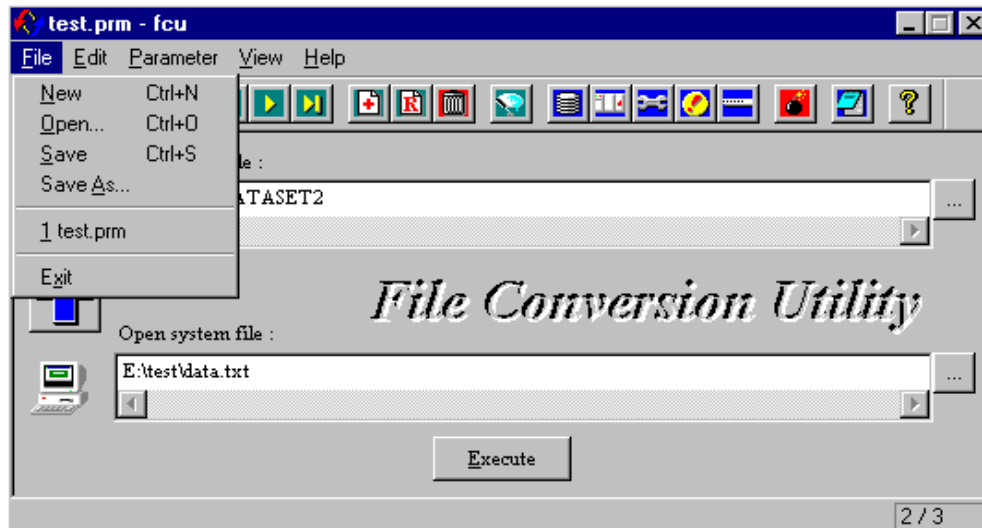 test.prm - fcu
File Edit Parameter View Help
New Ctrl+N
Open... Ctrl+O
Save Ctrl+S
Save As...
1 test.prm
Exit
R
?
le :
ATASET2
...
File Conversion Utility
Open system file :
E:\test\data.txt
...
Execute
2 / 3